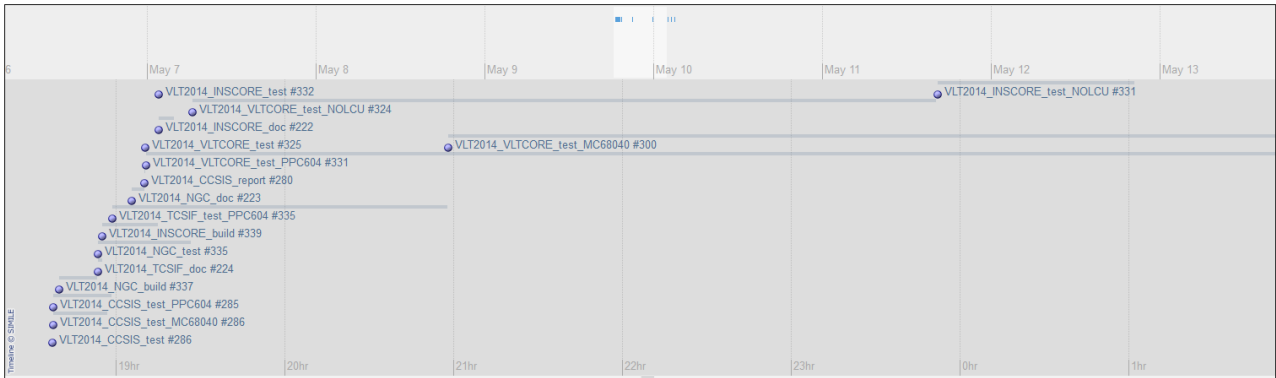 6 May 7 May 8 May 9 May 10 May 11 May 12 May 13
VLT2014_INSCORE_test #332 VLT2014_INSCORE_test_NOLCU #331
VLT2014_VLTCORE_test_NOLCU #324
VLT2014_INSCORE_doc #222
VLT2014_VLTCORE_test #325 VLT2014_VLTCORE_test_MC68040 #300
VLT2014_VLTCORE_test_PPC604 #331
VLT2014_CCSIS_report #280
VLT2014_NGC_doc #223
VLT2014_TCSIF_test_PPC604 #335
VLT2014_INSCORE_build #339
VLT2014_NGC_test #335
VLT2014_TCSIF_doc #224
VLT2014_NGC_build #337
VLT2014_CCSIS_test_PPC604 #285
VLT2014_CCSIS_test_MC68040 #286
VLT2014_CCSIS_test #286
19hr 20hr 21hr 22hr 23hr 0hr 1hr
Timeline © SIMILE